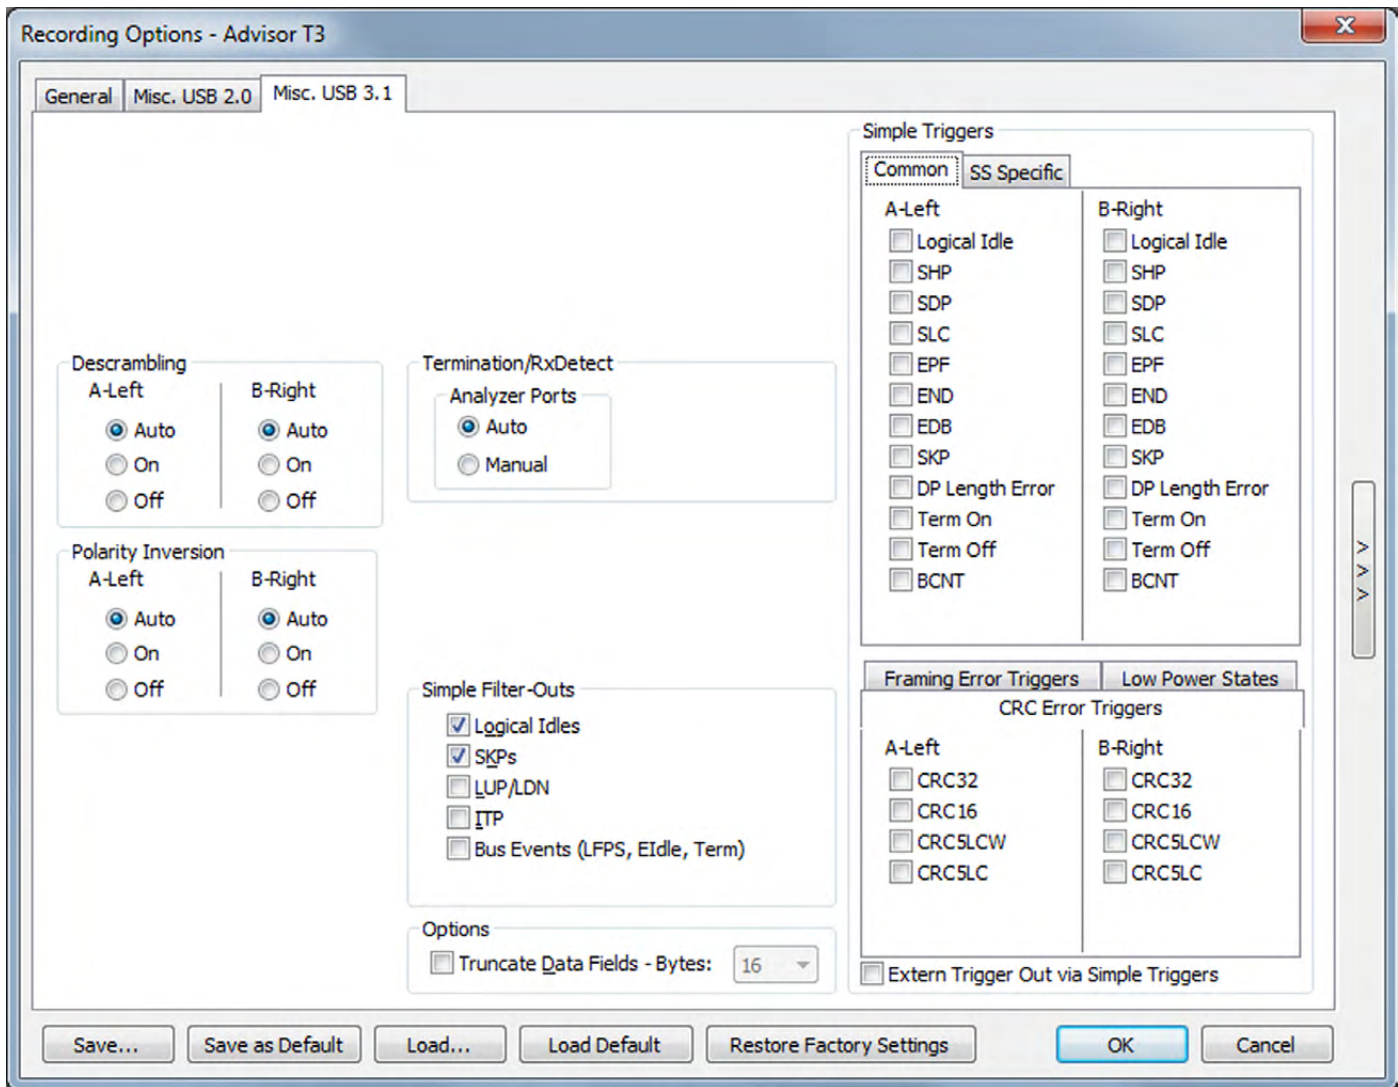 Recording Options - Advisor T3
X
General Misc. USB 2.0 Misc. USB 3.1
Descrambling
A-Left B-Right
Auto Auto
On On
Off Off
Polarity Inversion
A-Left B-Right
Auto Auto
On On
Off Off
Termination/RxDetect
Analyzer Ports
Auto
Manual
Simple Filter-Outs
Logical Idles
SKPs
LUP/LDN
ITP
Bus Events (LFPS, EIdle, Term)
Options
Truncate Data Fields - Bytes: 16
Simple Triggers
Common SS Specific
A-Left B-Right
Logical Idle Logical Idle
SHP SHP
SDP SDP
SLC SLC
EPF EPF
END END
EDB EDB
SKP SKP
DP Length Error DP Length Error
Term On Term On
Term Off Term Off
BCNT BCNT
Framing Error Triggers Low Power States
CRC Error Triggers
A-Left B-Right
CRC32 CRC32
CRC16 CRC16
CRC5LCW CRC5LCW
CRC5LC CRC5LC
Extern Trigger Out via Simple Triggers
>
>
>
Save... Save as Default Load... Load Default Restore Factory Settings OK Cancel